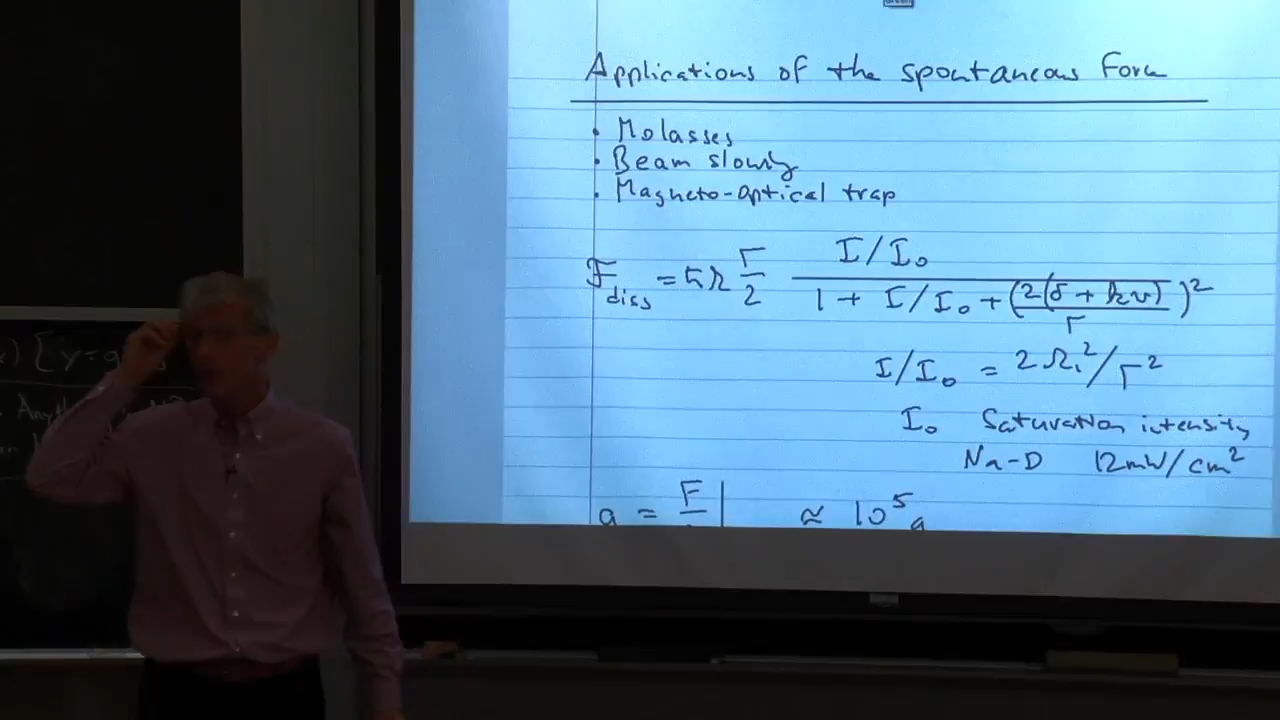 Applications of the spontaneous force
• Molasses
• Beam slowing
• Magneto-optical trap
F_diss = ħk Γ/2 (I/I₀) / (1 + I/I₀ + (2(δ + kv)/Γ)²)
I/I₀ = 2Ω₁²/Γ²
I₀ Saturation intensity
Na-D 12mW/cm²
a = F | ≈ 10⁵ g
) [y=g
Any